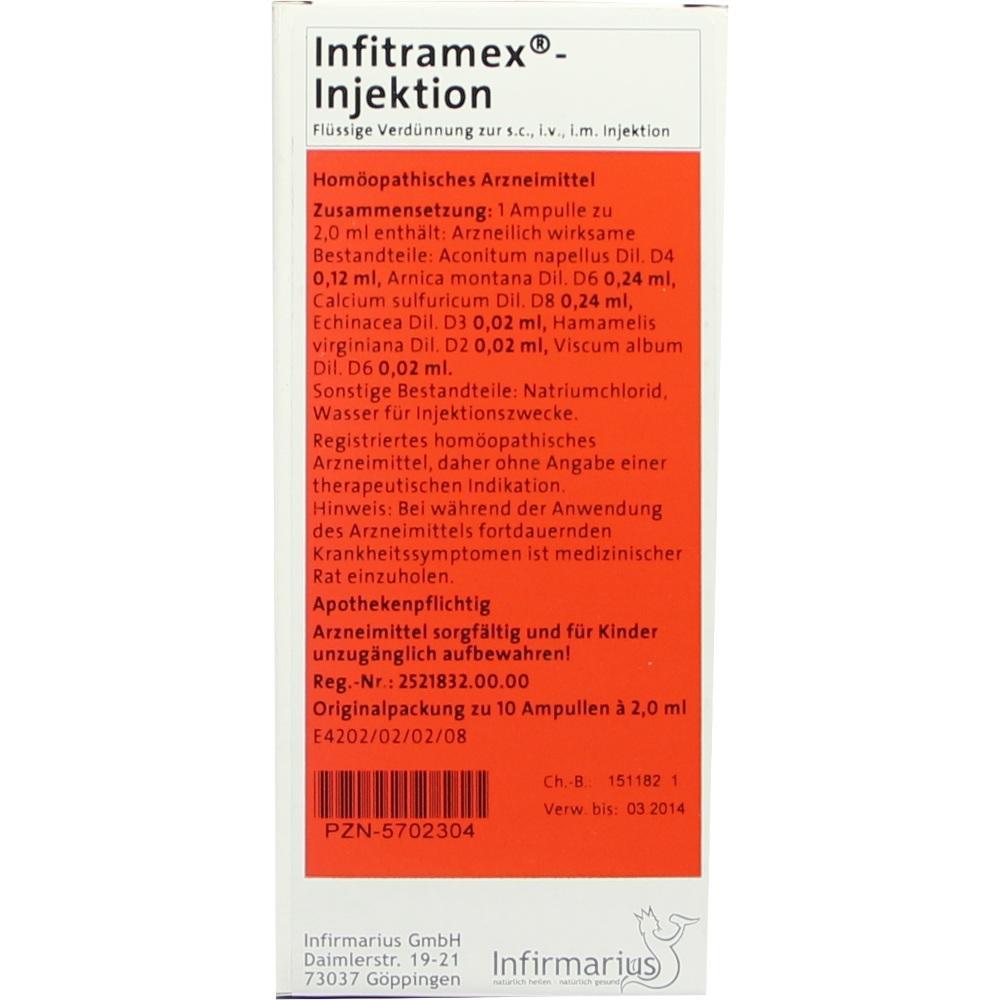 Infitramex®-
Injektion
Flüssige Verdünnung zur s.c., i.v., i.m. Injektion
Homöopathisches Arzneimittel
Zusammensetzung: 1 Ampulle zu
2,0 ml enthält: Arzneilich wirksame
Bestandteile: Aconitum napellus Dil. D4
0,12 ml, Arnica montana Dil. D6 0,24 ml,
Calcium sulfuricum Dil. D8 0,24 ml,
Echinacea Dil. D3 0,02 ml, Hamamelis
virginiana Dil. D2 0,02 ml, Viscum album
Dil. D6 0,02 ml.
Sonstige Bestandteile: Natriumchlorid,
Wasser für Injektionszwecke.
Registriertes homöopathisches
Arzneimittel, daher ohne Angabe einer
therapeutischen Indikation.
Hinweis: Bei während der Anwendung
des Arzneimittels fortdauernden
Krankheitssymptomen ist medizinischer
Rat einzuholen.
Apothekenpflichtig
Arzneimittel sorgfältig und für Kinder
unzugänglich aufbewahren!
Reg.-Nr.: 2521832.00.00
Originalpackung zu 10 Ampullen à 2,0 ml
E4202/02/02/08
Ch.-B.: 151182 1
Verw. bis: 03.2014
PZN-5702304
Infirmarius GmbH
Daimlerstr. 19-21
73037 Göppingen
Infirmarius
natürlich heilen - natürlich gesund